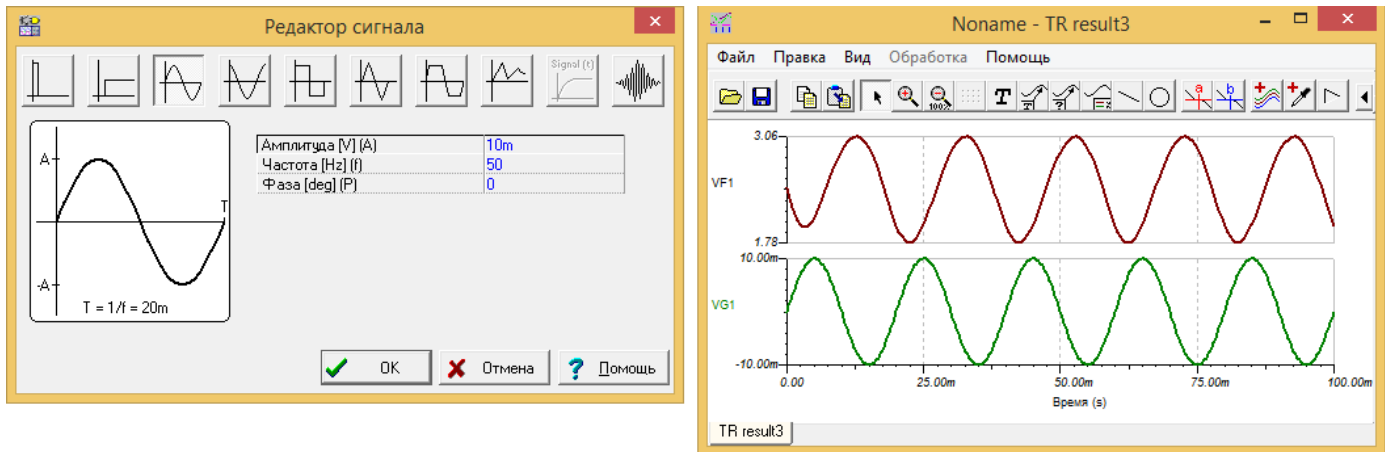 Редактор сигнала
Signal (t)
A
T
-A
T = 1/f = 20m
Амплитуда [V] (A) 10m
Частота [Hz] (f) 50
Фаза [deg] (P) 0
OK
Отмена
Помощь
Noname - TR result3
Файл Правка Вид Обработка Помощь
100%
T
a
b
3.06
VF1
1.78
10.00m
VG1
-10.00m
0.00 25.00m 50.00m 75.00m 100.00m
Время (s)
TR result3